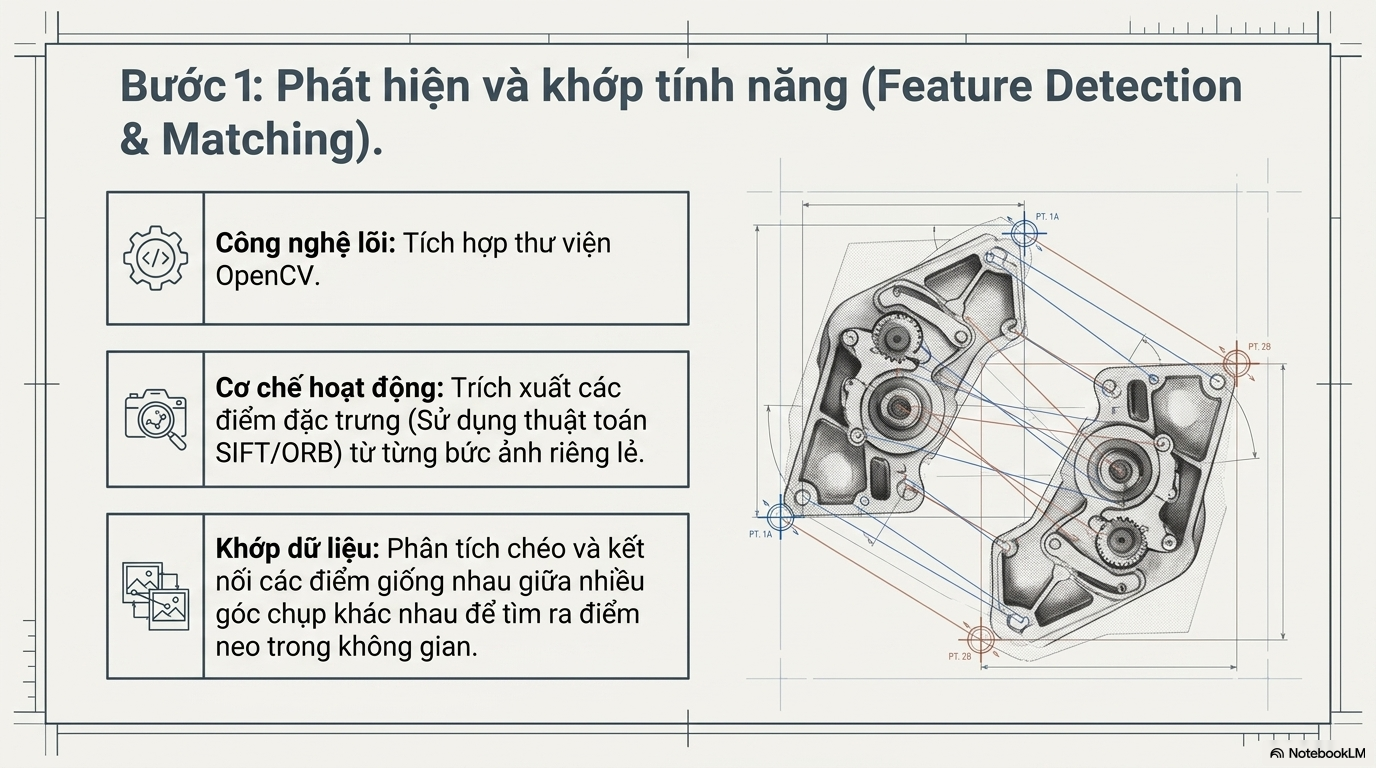 Bước 1: Phát hiện và khớp tính năng (Feature Detection
& Matching).
Công nghệ lõi: Tích hợp thư viện
OpenCV.
Cơ chế hoạt động: Trích xuất các
điểm đặc trưng (Sử dụng thuật toán
SIFT/ORB) từ từng bức ảnh riêng lẻ.
Khớp dữ liệu: Phân tích chéo và kết
nối các điểm giống nhau giữa nhiều
góc chụp khác nhau để tìm ra điểm
neo trong không gian.
PT. 1A
PT. 2B
PT. 1A
PT. 2B
NotebookLM